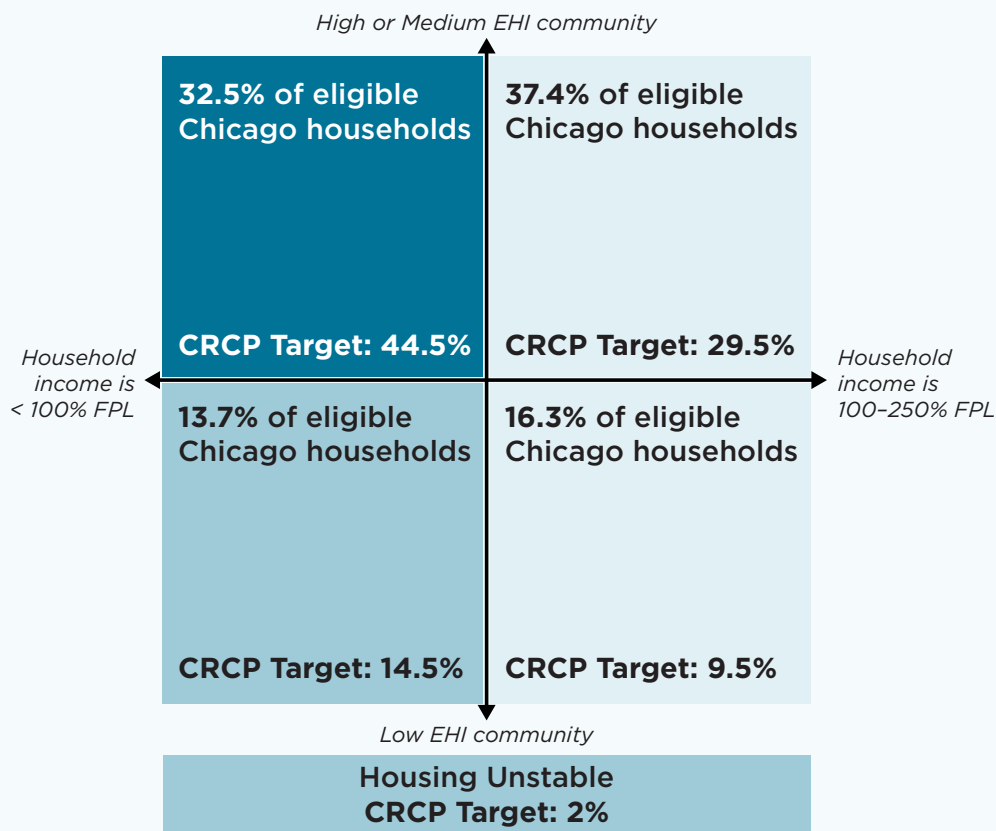 High or Medium EHI community
32.5% of eligible
Chicago households
CRCP Target: 44.5%
37.4% of eligible
Chicago households
CRCP Target: 29.5%
Household
income is
< 100% FPL
Household
income is
100–250% FPL
13.7% of eligible
Chicago households
CRCP Target: 14.5%
16.3% of eligible
Chicago households
CRCP Target: 9.5%
Low EHI community
Housing Unstable
CRCP Target: 2%